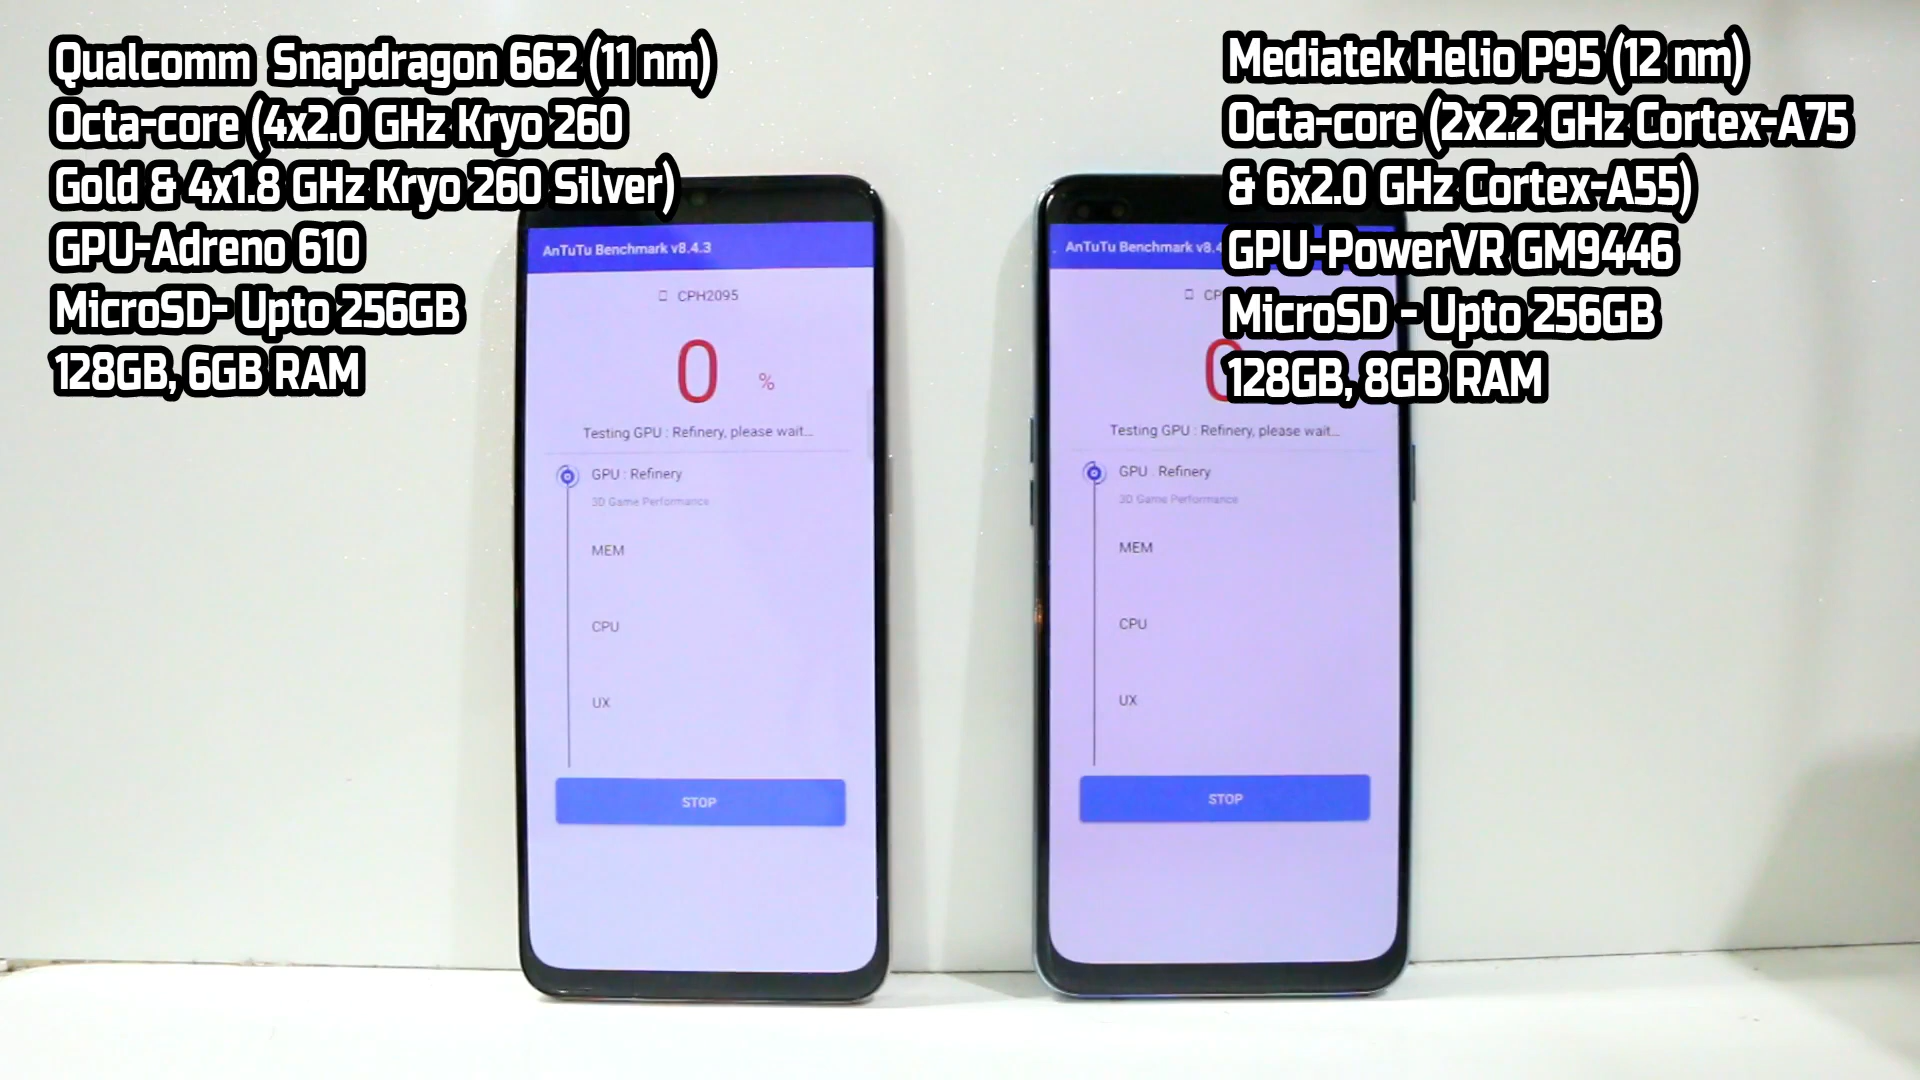 Qualcomm Snapdragon 662 (11 nm)
Octa-core (4x2.0 GHz Kryo 260
Gold & 4x1.8 GHz Kryo 260 Silver)
GPU-Adreno 610
MicroSD- Upto 256GB
128GB, 6GB RAM
Mediatek Helio P95 (12 nm)
Octa-core (2x2.2 GHz Cortex-A75
& 6x2.0 GHz Cortex-A55)
GPU-PowerVR GM9446
MicroSD - Upto 256GB
128GB, 8GB RAM
AnTuTu Benchmark v8.4.3
CPH2095
0 %
Testing GPU : Refinery, please wait...
GPU : Refinery
3D Game Performance
MEM
CPU
UX
STOP
AnTuTu Benchmark
0
Testing GPU : Refinery, please wait...
GPU : Refinery
3D Game Performance
MEM
CPU
UX
STOP